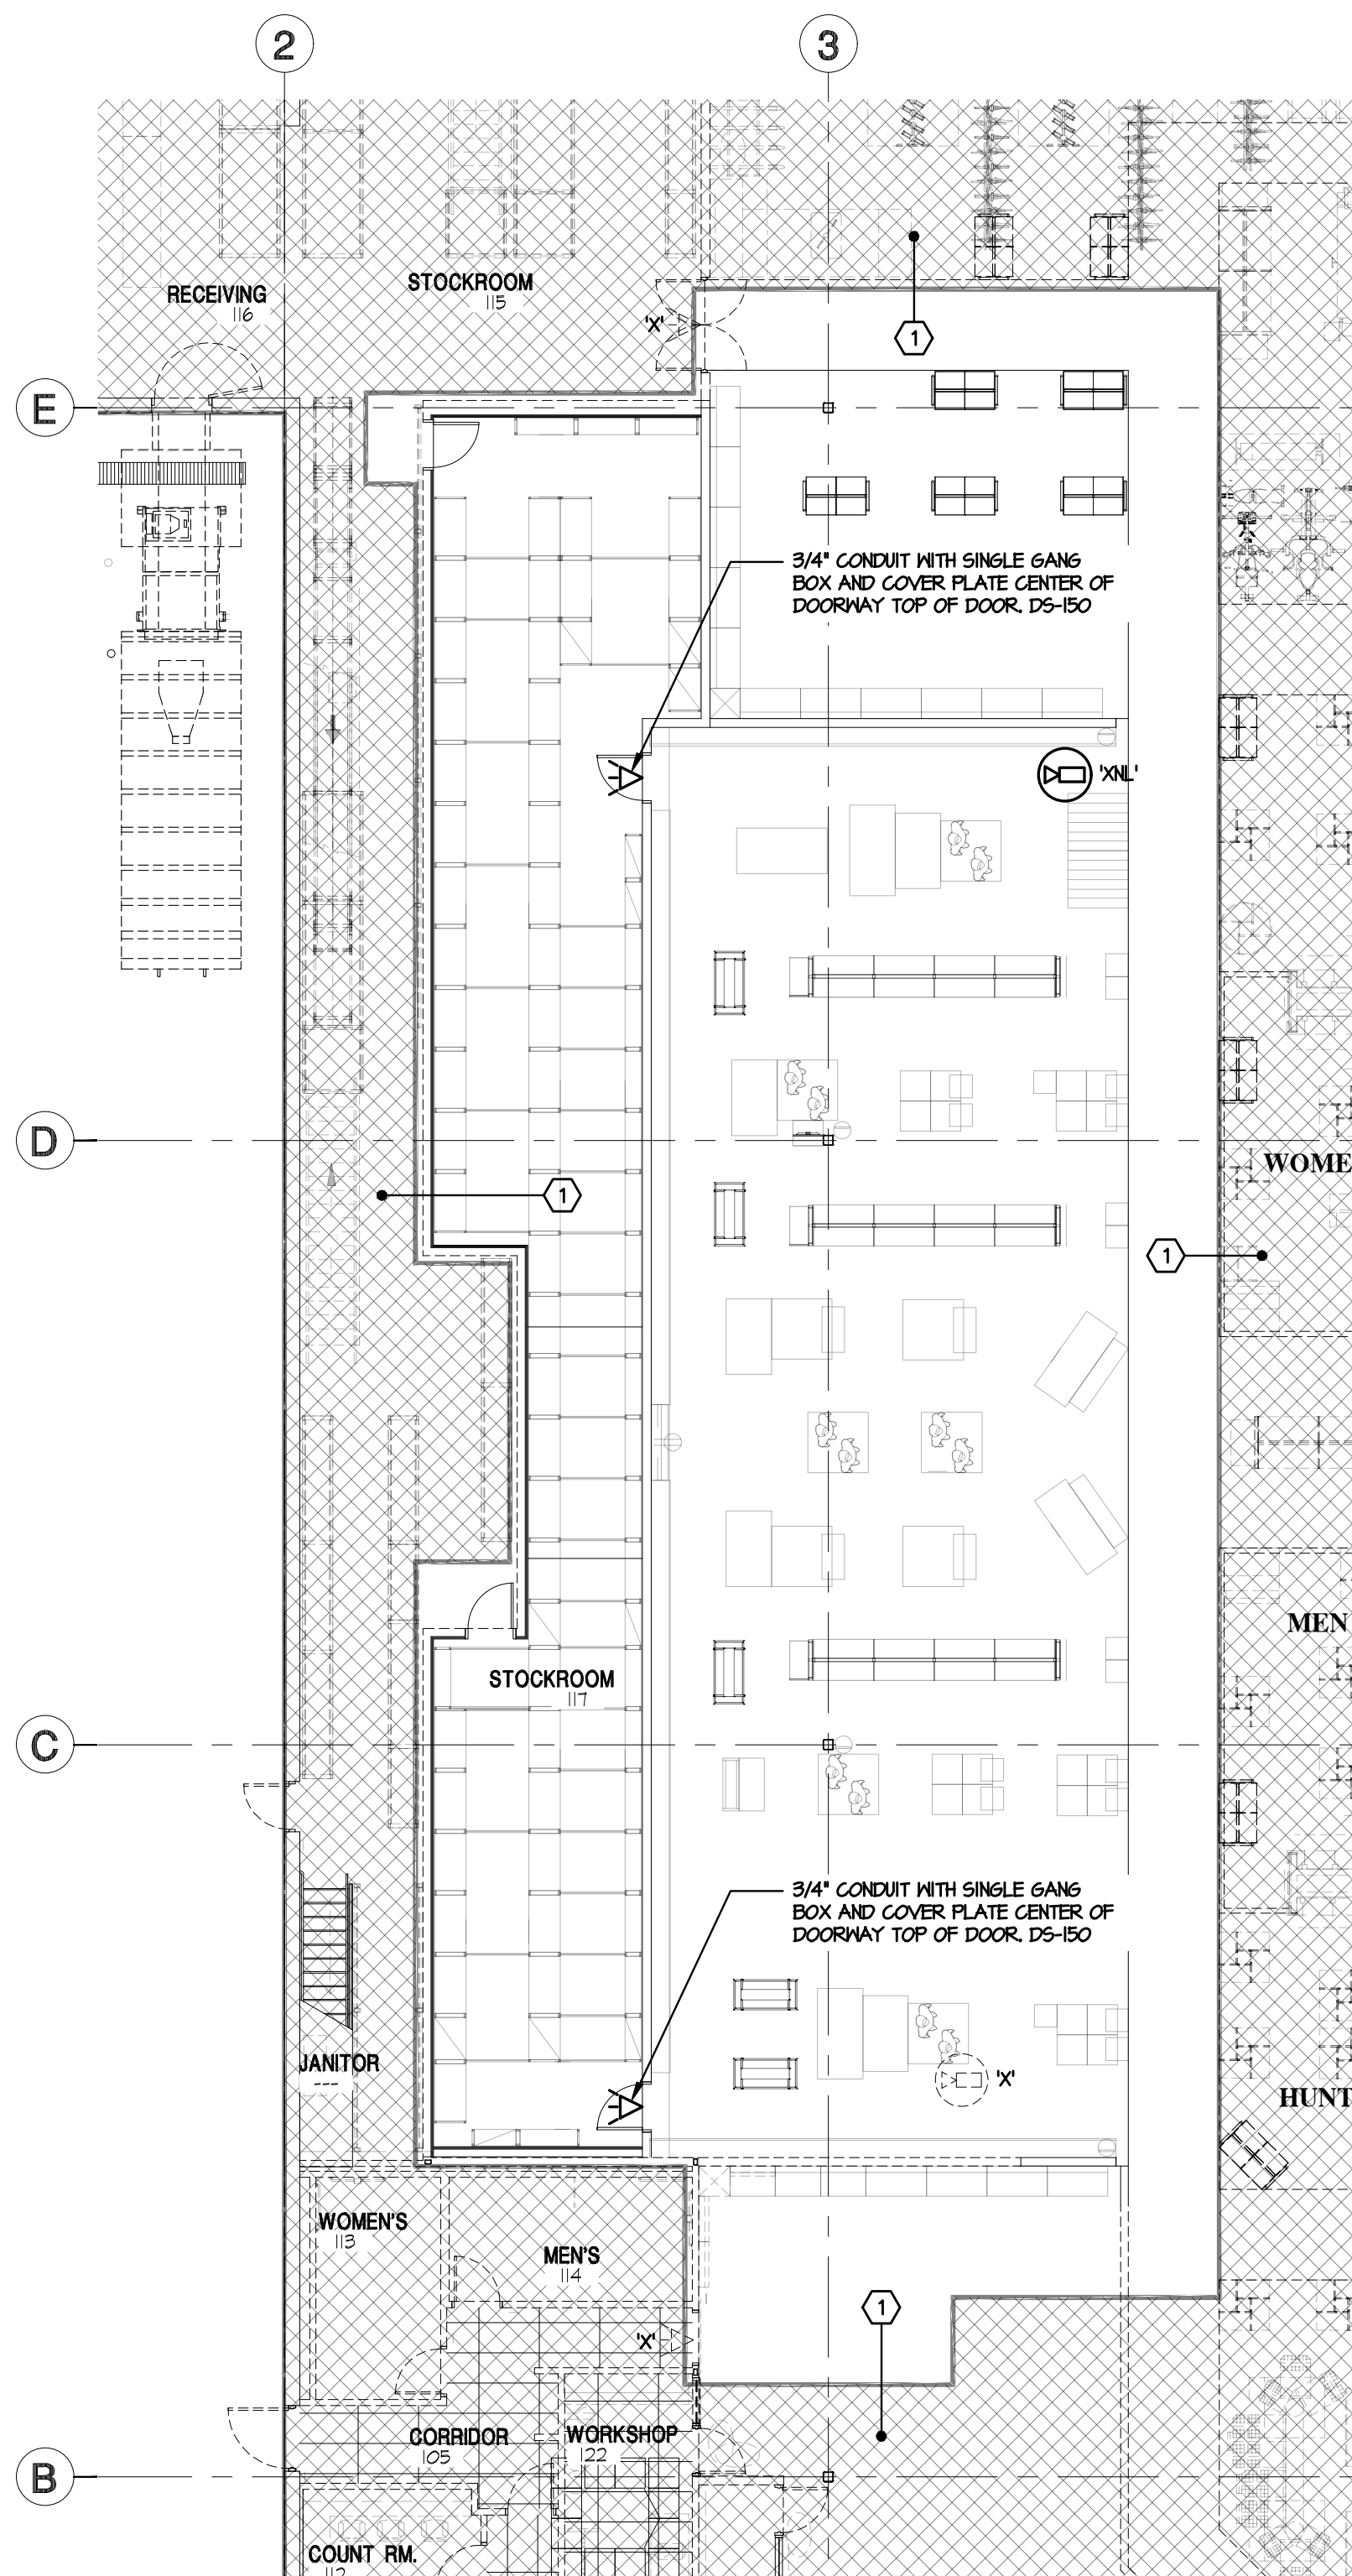 2
3
RECEIVING
116
STOCKROOM
115
'X'
1
E
3/4" CONDUIT WITH SINGLE GANG
BOX AND COVER PLATE CENTER OF
DOORWAY TOP OF DOOR. DS-150
'XNL'
D
1
WOME
1
MEN
STOCKROOM
117
C
3/4" CONDUIT WITH SINGLE GANG
BOX AND COVER PLATE CENTER OF
DOORWAY TOP OF DOOR. DS-150
JANITOR
---
'X'
HUNT
WOMEN'S
113
MEN'S
114
1
'X'
CORRIDOR
105
WORKSHOP
122
B
COUNT RM.
112